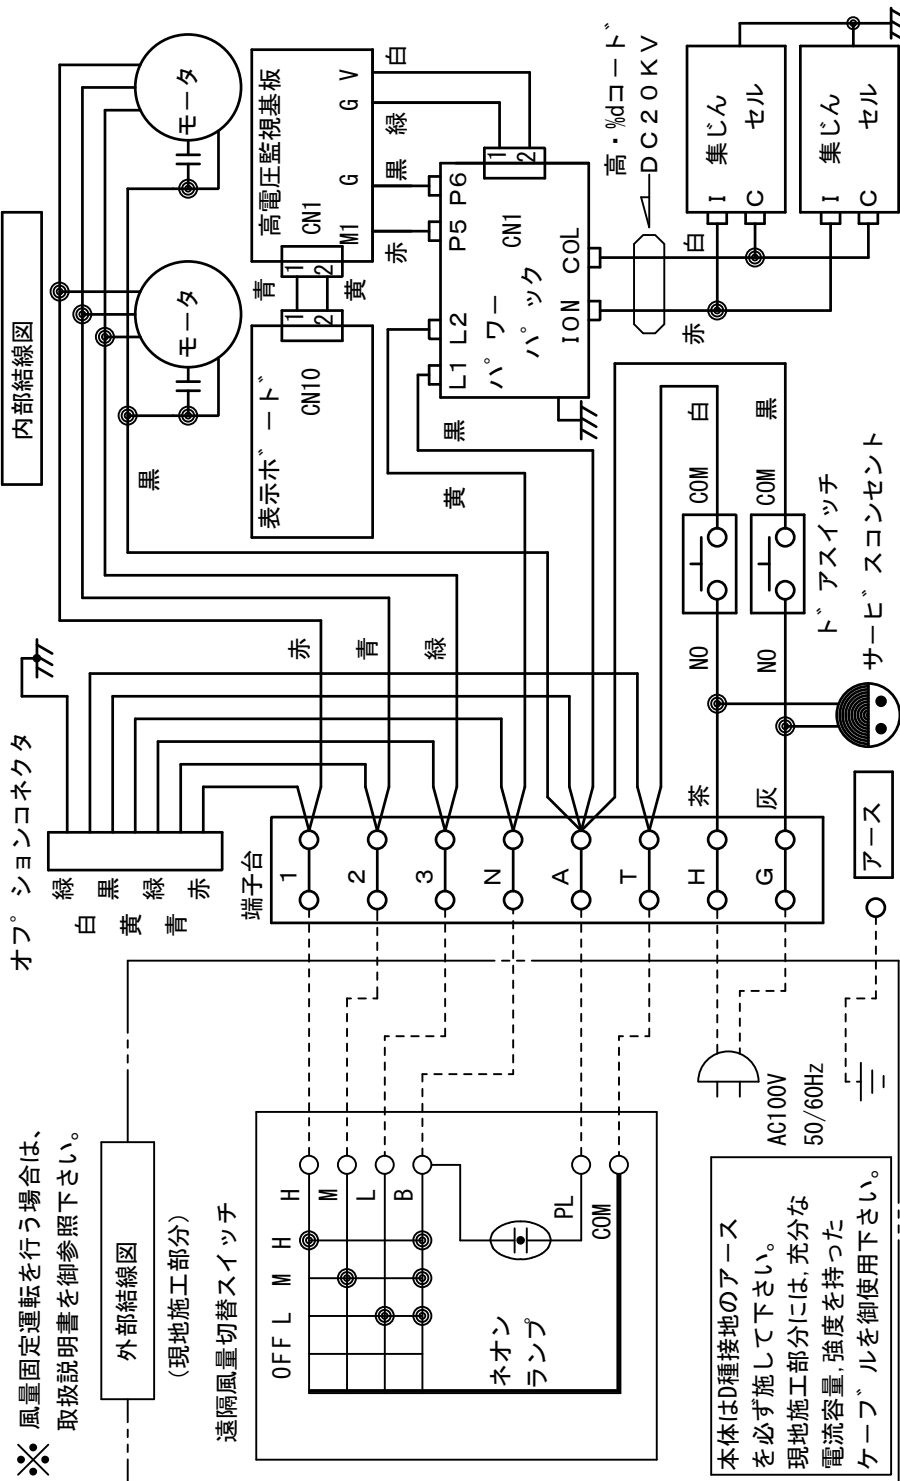 ※ 風量固定運転を行う場合は、
取扱説明書を御参照下さい。
外部結線図
(現地施工部分)
遠隔風量切替スイッチ
OFF L M H
H
M
L
B
PL
COM
ネオン
ランプ
本体はD種接地のアース
を必ず施して下さい。
現地施工部分には,充分な
電流容量,強度を持った
ケーブルを御使用下さい。
AC100V
50/60Hz
アース
オプションコネクタ
緑
白
黒
黄
緑
青
赤
端子台
1
2
3
N
A
T
H
G
赤
青
緑
茶
灰
NO
NO
COM
COM
白
黒
ドアスイッチ
サービスコンセント
内部結線図
モータ
モータ
黒
表示ボード
CN10
1
2
青
黄
1
2
高電圧監視基板
CN1
M1
G
G
V
赤
黒
緑
白
黄
黒
L1
L2
P5
P6
パワー
パック
CN1
1
2
ION
COL
高・%dコード
DC20KV
赤
白
I
C
集じん
セル
I
C
集じん
セル